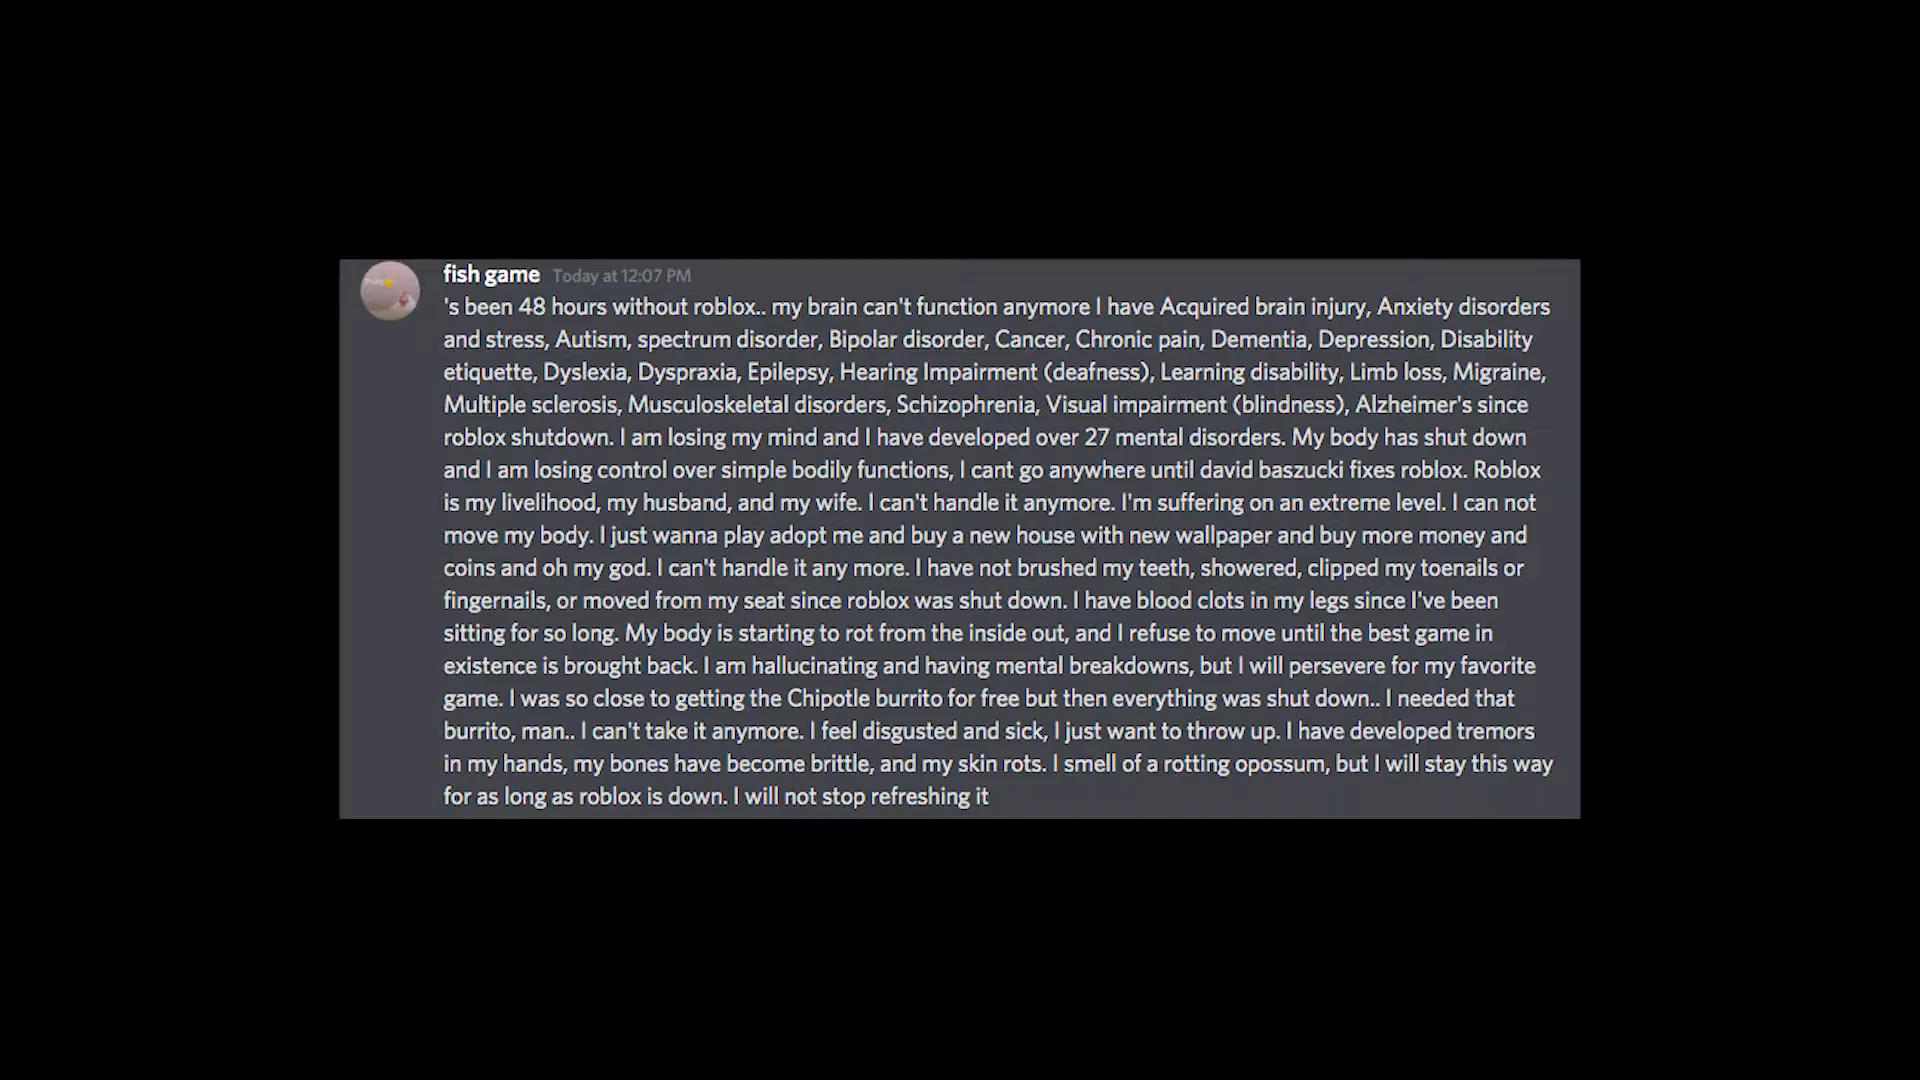 fish game Today at 12:07 PM
's been 48 hours without roblox.. my brain can't function anymore I have Acquired brain injury, Anxiety disorders
and stress, Autism, spectrum disorder, Bipolar disorder, Cancer, Chronic pain, Dementia, Depression, Disability
etiquette, Dyslexia, Dyspraxia, Epilepsy, Hearing Impairment (deafness), Learning disability, Limb loss, Migraine,
Multiple sclerosis, Musculoskeletal disorders, Schizophrenia, Visual impairment (blindness), Alzheimer's since
roblox shutdown. I am losing my mind and I have developed over 27 mental disorders. My body has shut down
and I am losing control over simple bodily functions, I cant go anywhere until david baszucki fixes roblox. Roblox
is my livelihood, my husband, and my wife. I can't handle it anymore. I'm suffering on an extreme level. I can not
move my body. I just wanna play adopt me and buy a new house with new wallpaper and buy more money and
coins and oh my god. I can't handle it any more. I have not brushed my teeth, showered, clipped my toenails or
fingernails, or moved from my seat since roblox was shut down. I have blood clots in my legs since I've been
sitting for so long. My body is starting to rot from the inside out, and I refuse to move until the best game in
existence is brought back. I am hallucinating and having mental breakdowns, but I will persevere for my favorite
game. I was so close to getting the Chipotle burrito for free but then everything was shut down.. I needed that
burrito, man.. I can't take it anymore. I feel disgusted and sick, I just want to throw up. I have developed tremors
in my hands, my bones have become brittle, and my skin rots. I smell of a rotting opossum, but I will stay this way
for as long as roblox is down. I will not stop refreshing it